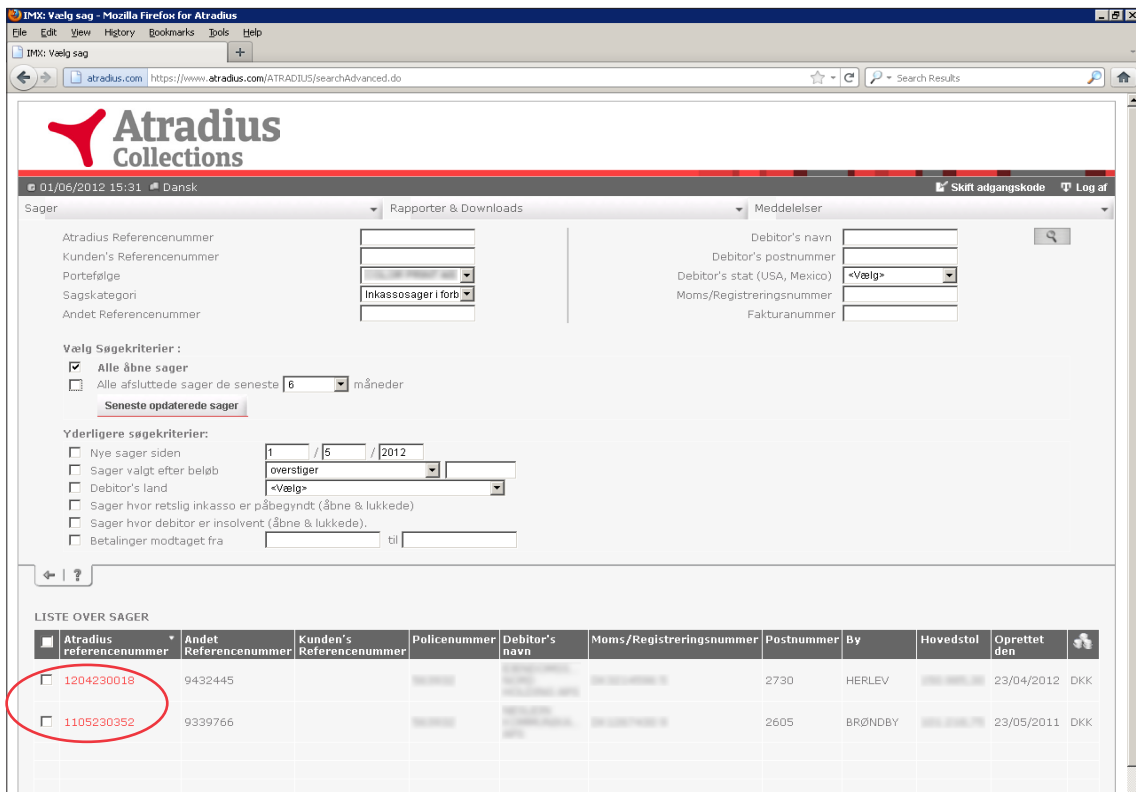 IMX: Vælg sag - Mozilla Firefox for Atradius
File Edit View History Bookmarks Tools Help
IMX: Vælg sag +
atradius.com https://www.atradius.com/ATRADIUS/searchAdvanced.do Search Results
Atradius
Collections
01/06/2012 15:31 Dansk Skift adgangskode Log af
Sager Rapporter & Downloads Meddelelser
Atradius Referencenummer Debitor's navn
Kunden's Referencenummer Debitor's postnummer
Portefølge Debitor's stat (USA, Mexico) <Vælg>
Sagskategori Inkassosager i forb Moms/Registreringsnummer
Andet Referencenummer Fakturanummer
Vælg Søgekriterier :
Alle åbne sager
Alle afsluttede sager de seneste 6 måneder
Seneste opdaterede sager
Yderligere søgekriterier:
Nye sager siden 1 / 5 / 2012
Sager valgt efter beløb overstiger
Debitor's land <Vælg>
Sager hvor retslig inkasso er påbegyndt (åbne & lukkede)
Sager hvor debitor er insolvent (åbne & lukkede).
Betalinger modtaget fra til
| ?
LISTE OVER SAGER
Atradius referencenummer Andet Referencenummer Kunden's Referencenummer Policenummer Debitor's navn Moms/Registreringsnummer Postnummer By Hovedstol Oprettet den
1204230018 9432445 2730 HERLEV 23/04/2012 DKK
1105230352 9339766 2605 BRØNDBY 23/05/2011 DKK